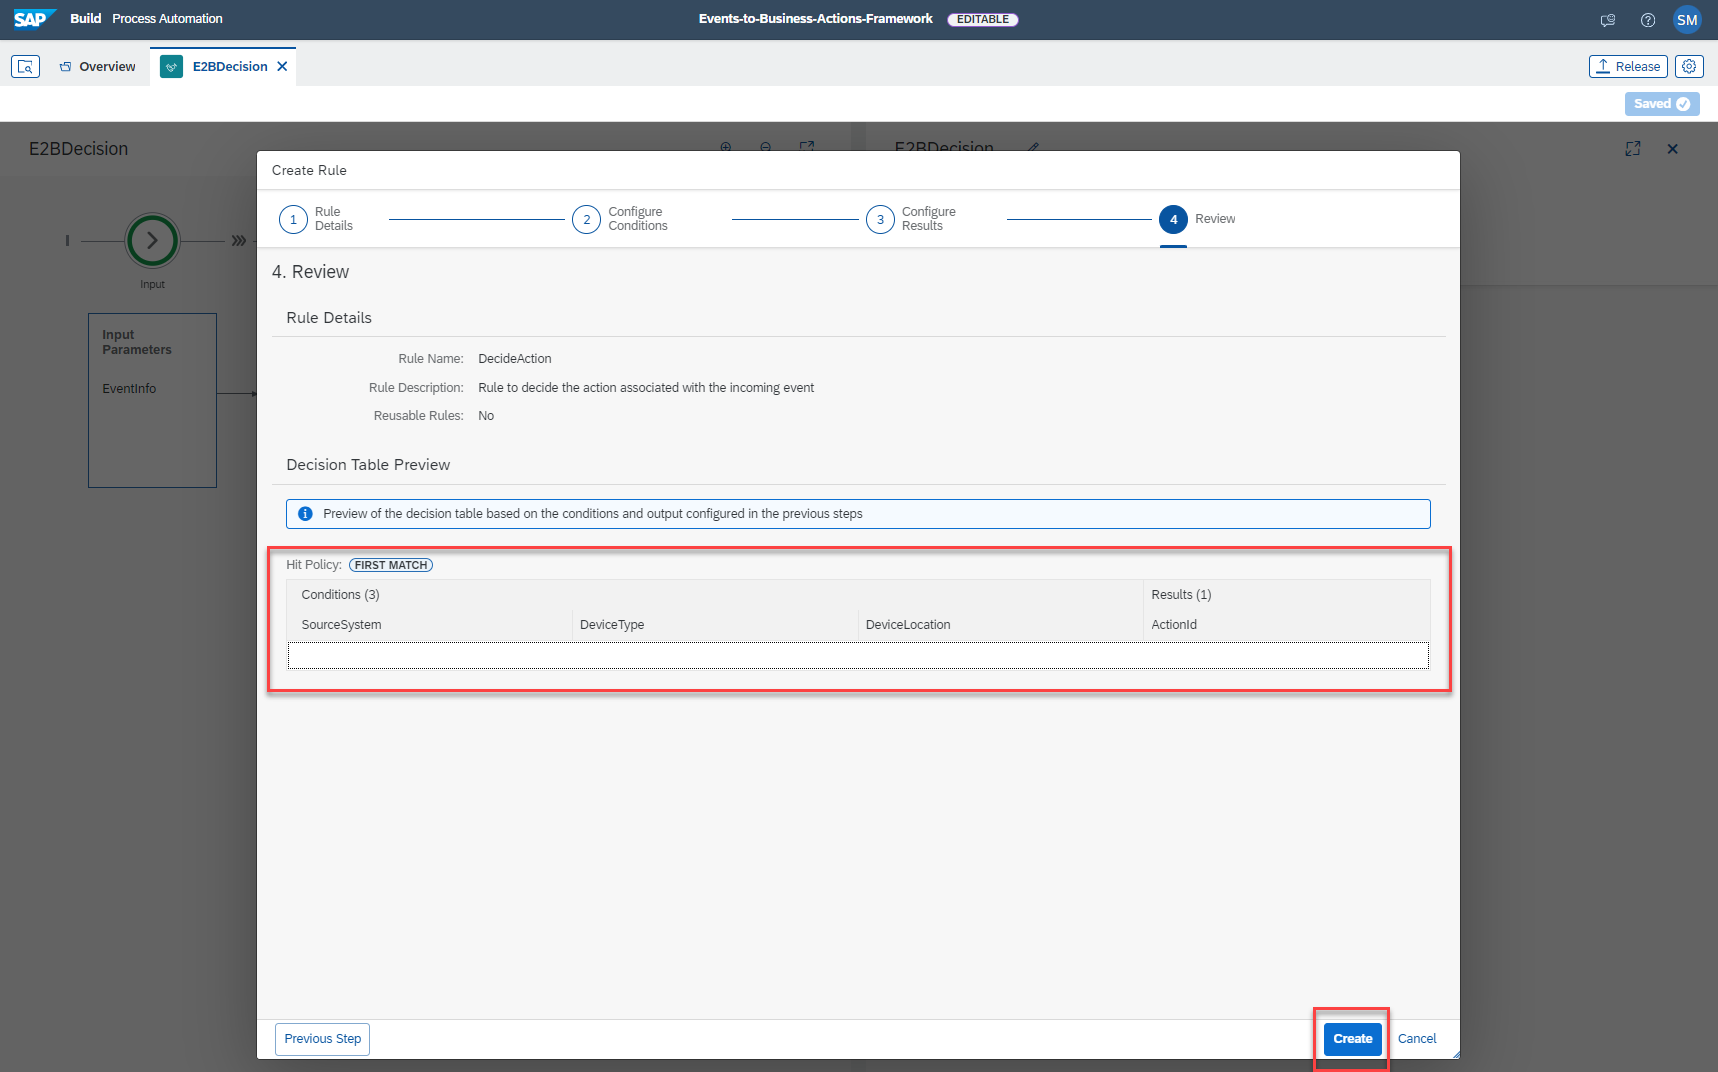 SAP Build Process Automation
Events-to-Business-Actions-Framework EDITABLE
SM
Overview
E2BDecision
Release
Saved
E2BDecision
E2BDecision
Create Rule
1 Rule Details
2 Configure Conditions
3 Configure Results
4 Review
Input
Input Parameters
EventInfo
4. Review
Rule Details
Rule Name: DecideAction
Rule Description: Rule to decide the action associated with the incoming event
Reusable Rules: No
Decision Table Preview
Preview of the decision table based on the conditions and output configured in the previous steps
Hit Policy: FIRST MATCH
Conditions (3) Results (1)
SourceSystem DeviceType DeviceLocation ActionId
Previous Step
Create
Cancel